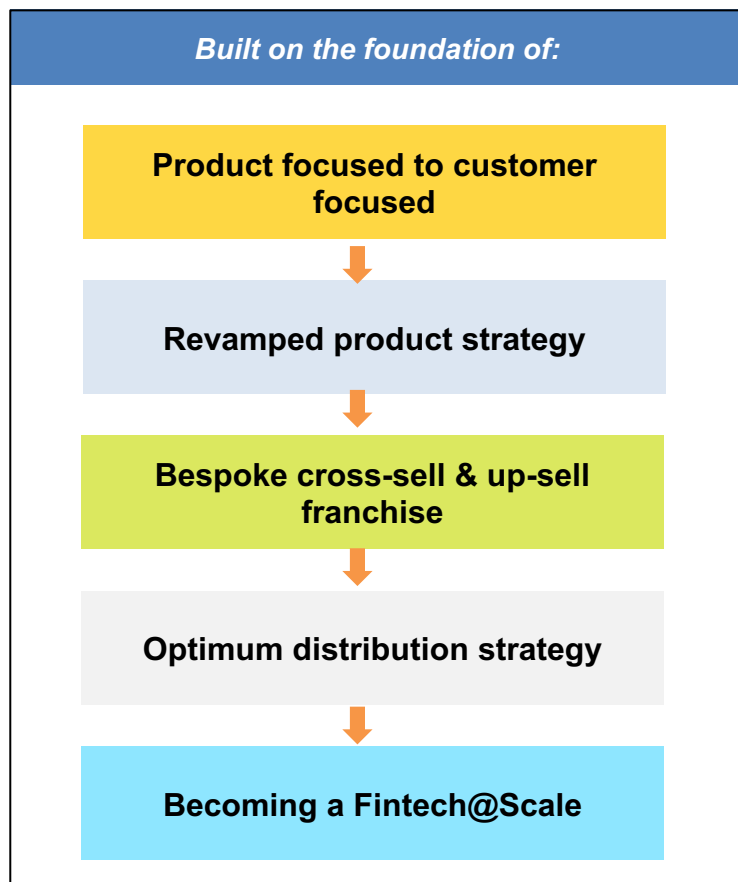 Built on the foundation of:
Product focused to customer
focused
Revamped product strategy
Bespoke cross-sell & up-sell
franchise
Optimum distribution strategy
Becoming a Fintech@Scale